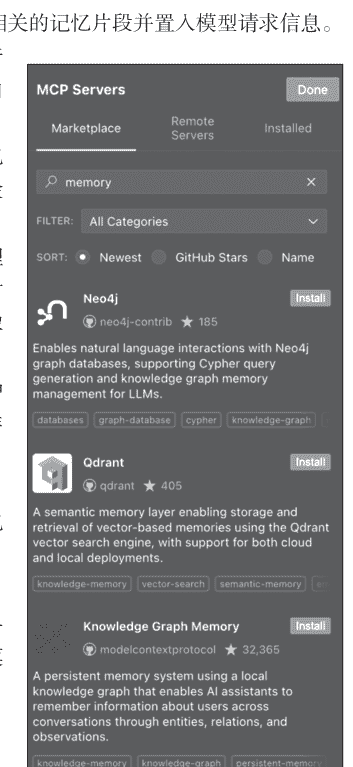 相关的记忆片段并置入模型请求信息。
MCP Servers
Done
Marketplace
Remote Servers
Installed
memory
FILTER: All Categories
SORT: Newest GitHub Stars Name
Neo4j
Install
neo4j-contrib ★ 185
Enables natural language interactions with Neo4j
graph databases, supporting Cypher query
generation and knowledge graph memory
management for LLMs.
databases graph-database cypher knowledge-graph
Qdrant
Install
qdrant ★ 405
A semantic memory layer enabling storage and
retrieval of vector-based memories using the Qdrant
vector search engine, with support for both cloud
and local deployments.
knowledge-memory vector-search semantic-memory
Knowledge Graph Memory
Install
modelcontextprotocol ★ 32,365
A persistent memory system using a local
knowledge graph that enables AI assistants to
remember information about users across
conversations through entities, relations, and
observations.
knowledge-memory knowledge-graph persistent-memory